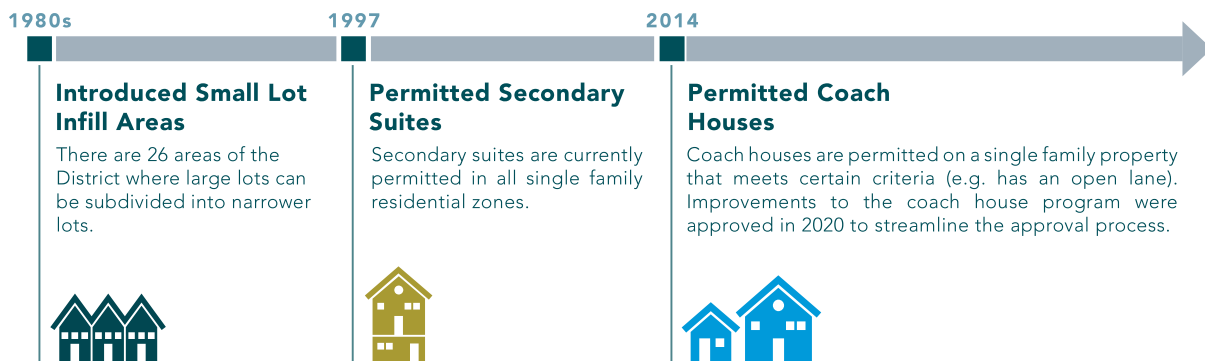 1980s
Introduced Small Lot
Infill Areas
There are 26 areas of the
District where large lots can
be subdivided into narrower
lots.
1997
Permitted Secondary
Suites
Secondary suites are currently
permitted in all single family
residential zones.
2014
Permitted Coach
Houses
Coach houses are permitted on a single family property
that meets certain criteria (e.g. has an open lane).
Improvements to the coach house program were
approved in 2020 to streamline the approval process.